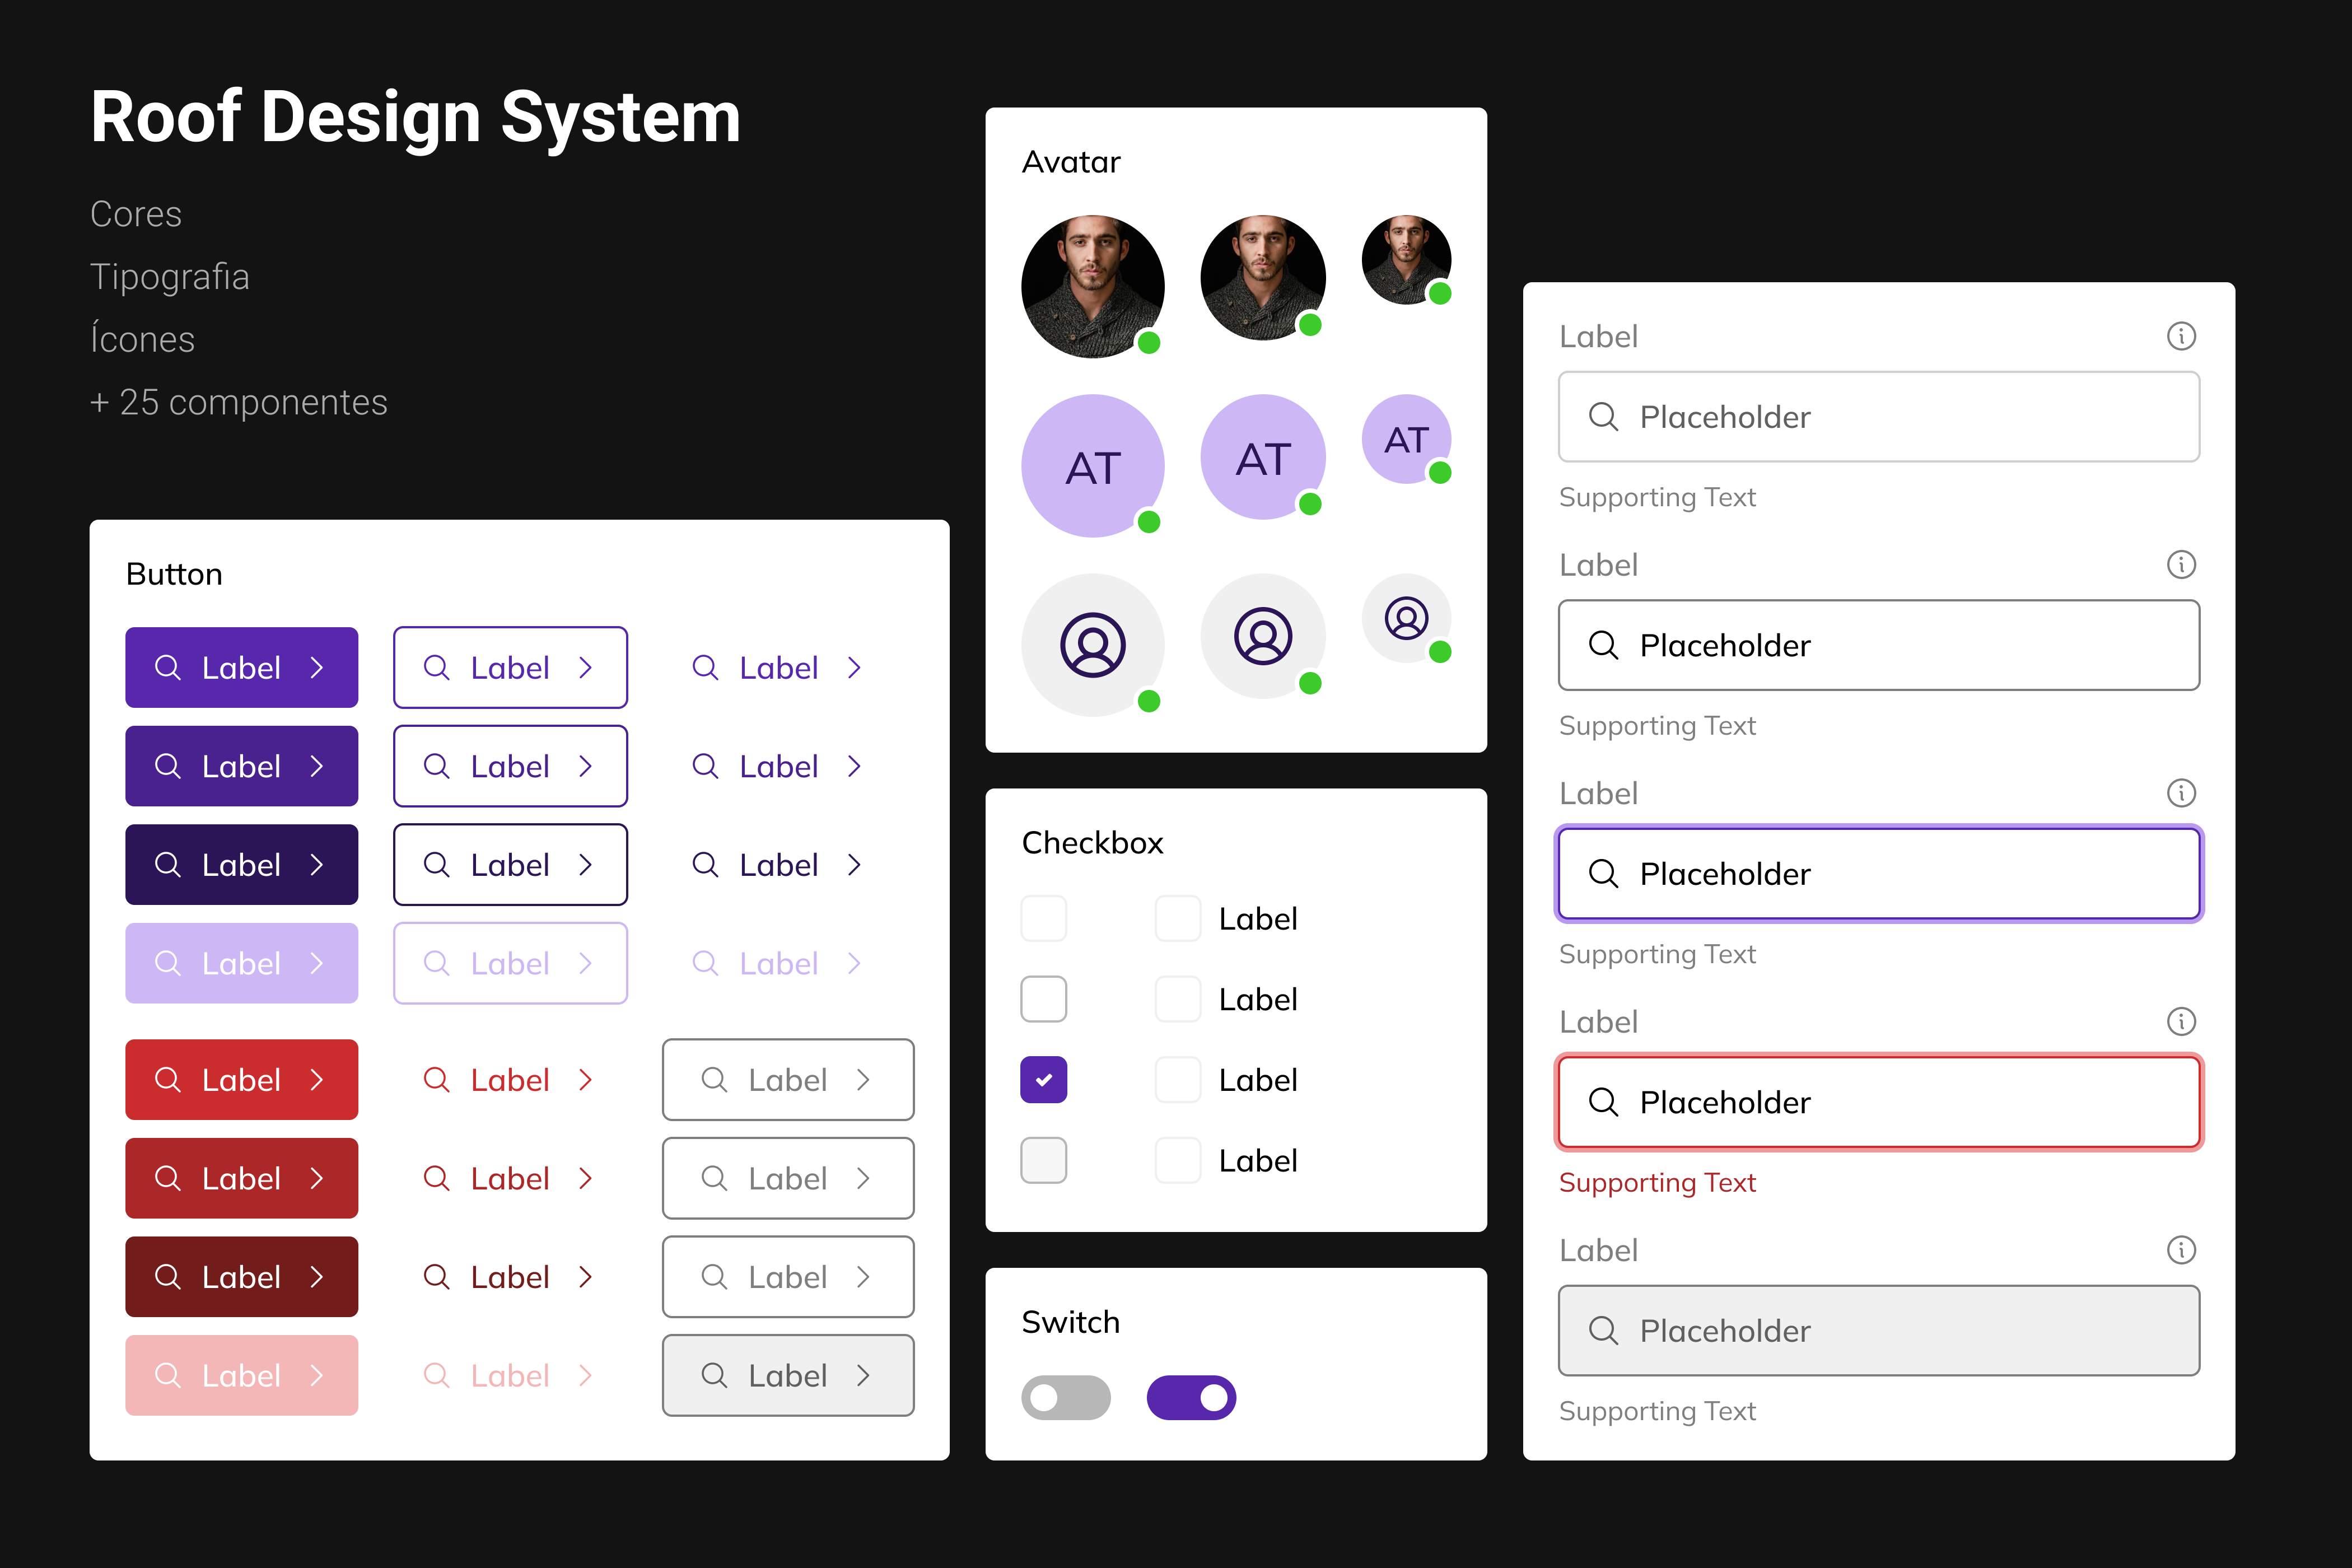 Roof Design System
Cores
Tipografia
Ícones
+ 25 componentes
Button
Label Label Label
Label Label Label
Label Label Label
Label Label Label
Label Label Label
Label Label Label
Label Label Label
Label Label Label
Avatar
AT AT AT
Checkbox
Label
Label
Label
Label
Switch
Label
Placeholder
Supporting Text
Label
Placeholder
Supporting Text
Label
Placeholder
Supporting Text
Label
Placeholder
Supporting Text
Label
Placeholder
Supporting Text